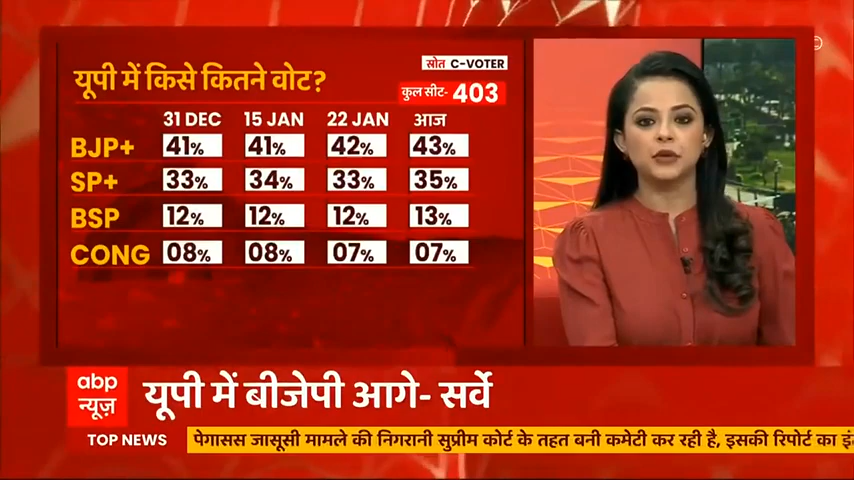 यूपी में किसे कितने वोट?
स्रोत C-VOTER
कुल सीट- 403
31 DEC 15 JAN 22 JAN आज
BJP+ 41% 41% 42% 43%
SP+ 33% 34% 33% 35%
BSP 12% 12% 12% 13%
CONG 08% 08% 07% 07%
abp
न्यूज़
यूपी में बीजेपी आगे- सर्वे
TOP NEWS
पेगासस जासूसी मामले की निगरानी सुप्रीम कोर्ट के तहत बनी कमेटी कर रही है, इसकी रिपोर्ट का